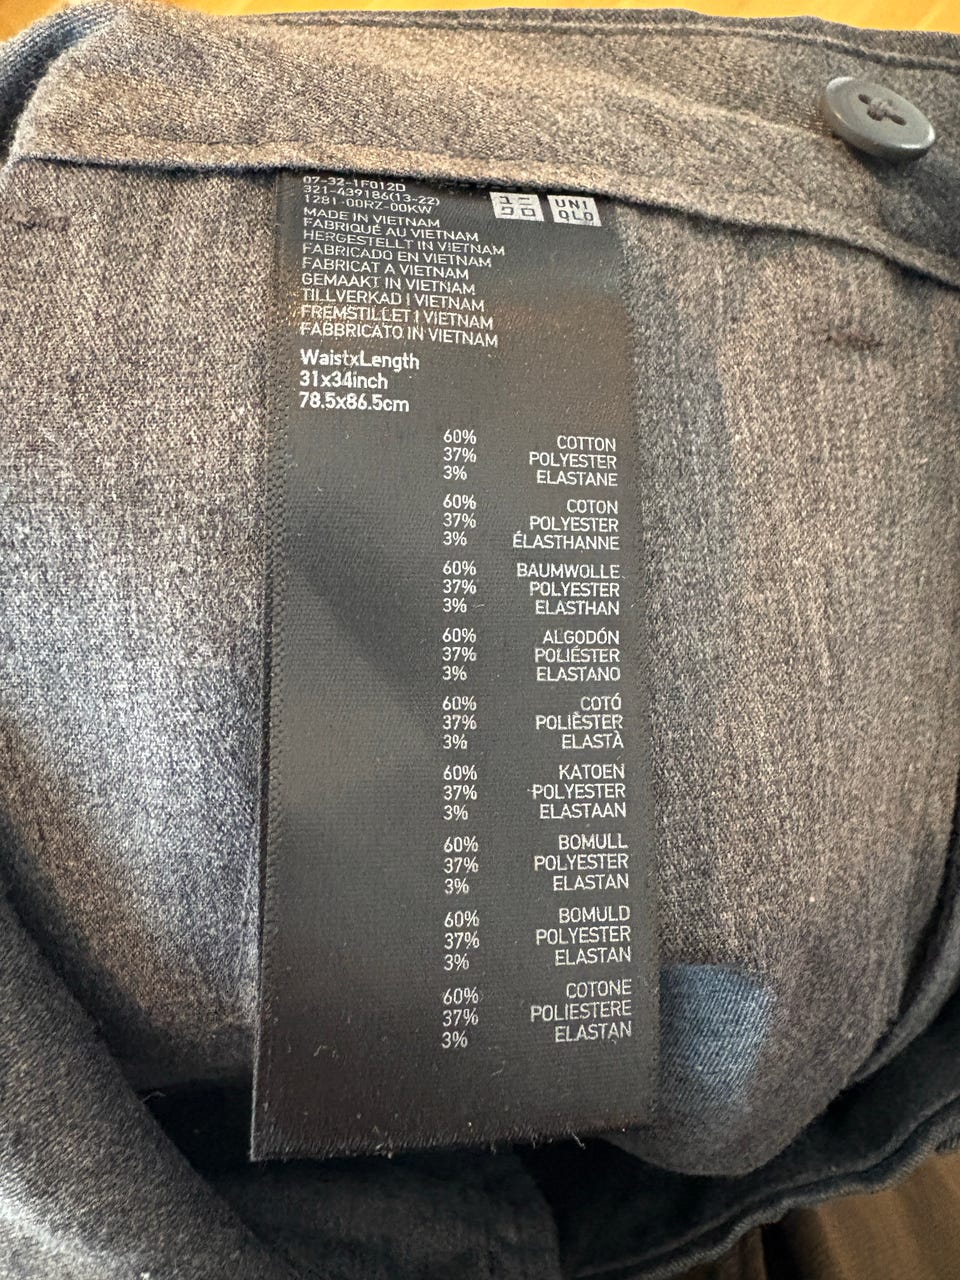 07-32-1F012D
321-439186(13-22)
1281-00RZ-00KW
UNI
QLO
MADE IN VIETNAM
FABRIQUÉ AU VIETNAM
HERGESTELLT IN VIETNAM
FABRICADO EN VIETNAM
FABRICAT A VIETNAM
GEMAAKT IN VIETNAM
TILLVERKAD I VIETNAM
FREMSTILLET I VIETNAM
FABBRICATO IN VIETNAM
WaistxLength
31x34inch
78.5x86.5cm
60% COTTON
37% POLYESTER
3% ELASTANE
60% COTON
37% POLYESTER
3% ÉLASTHANNE
60% BAUMWOLLE
37% POLYESTER
3% ELASTHAN
60% ALGODÓN
37% POLIÉSTER
3% ELASTANO
60% COTÓ
37% POLIÈSTER
3% ELASTÀ
60% KATOEN
37% POLYESTER
3% ELASTAAN
60% BOMULL
37% POLYESTER
3% ELASTAN
60% BOMULD
37% POLYESTER
3% ELASTAN
60% COTONE
37% POLIESTERE
3% ELASTAN